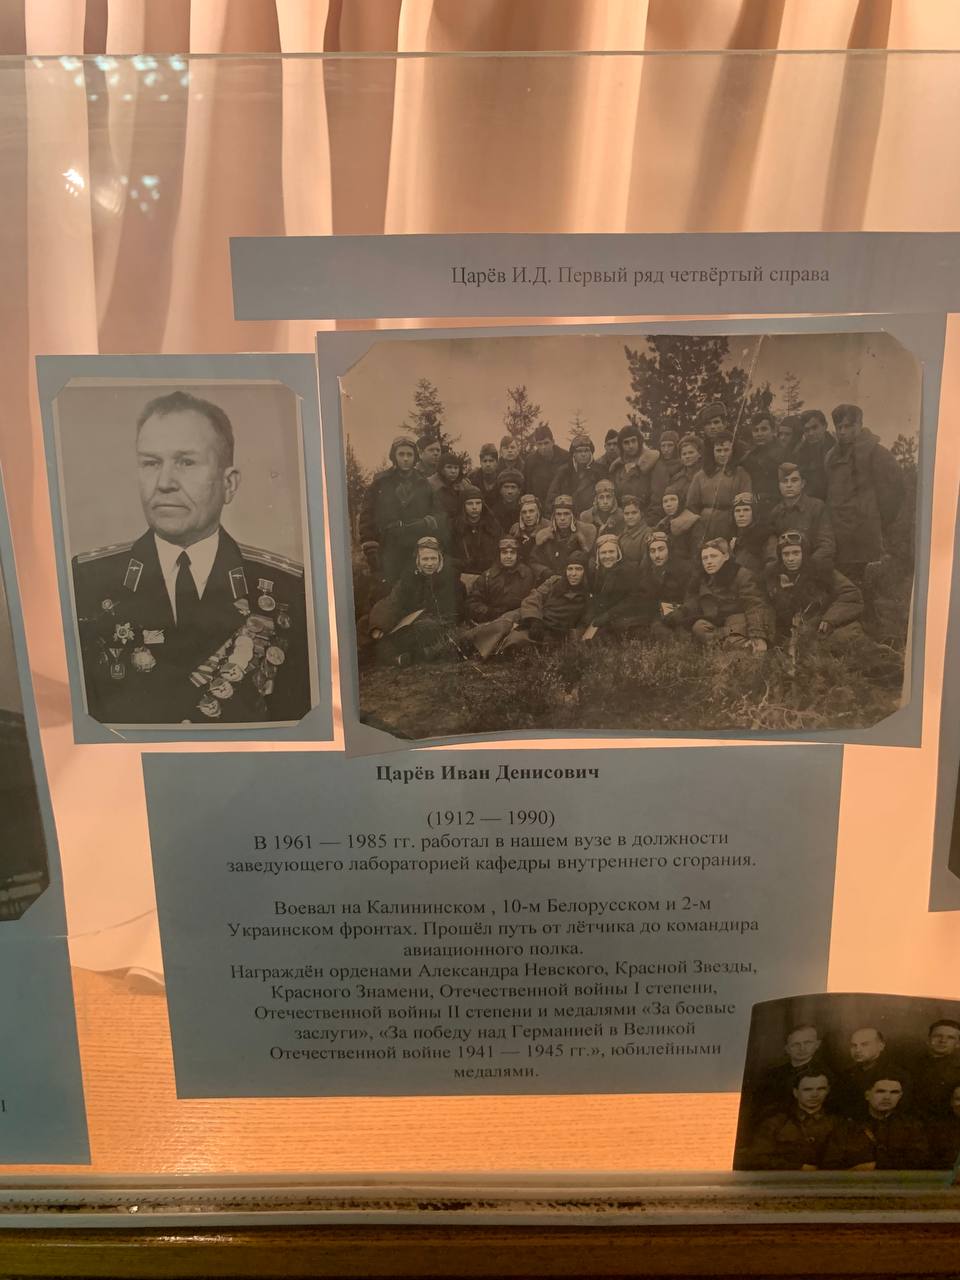 Царёв И.Д. Первый ряд четвёртый справа
Царёв Иван Денисович
(1912 — 1990)
В 1961 — 1985 гг. работал в нашем вузе в должности
заведующего лабораторией кафедры внутреннего сгорания.
Воевал на Калининском , 10-м Белорусском и 2-м
Украинском фронтах. Прошёл путь от лётчика до командира
авиационного полка.
Награждён орденами Александра Невского, Красной Звезды,
Красного Знамени, Отечественной войны I степени,
Отечественной войны II степени и медалями «За боевые
заслуги», «За победу над Германией в Великой
Отечественной войне 1941 — 1945 гг.», юбилейными
медалями.